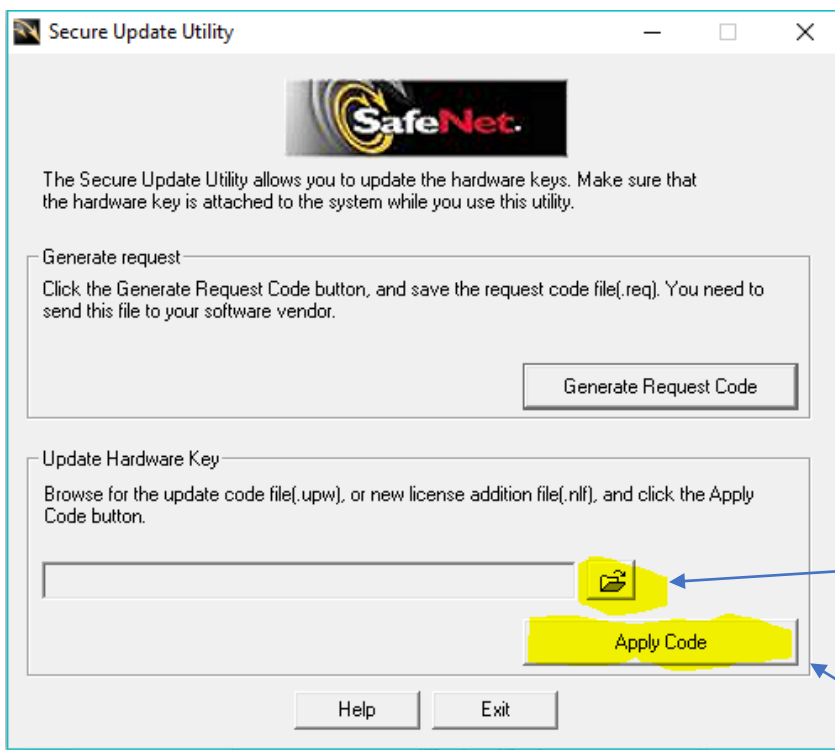 Secure Update Utility
SafeNet.
The Secure Update Utility allows you to update the hardware keys. Make sure that
the hardware key is attached to the system while you use this utility.
Generate request
Click the Generate Request Code button, and save the request code file(.req). You need to
send this file to your software vendor.
Generate Request Code
Update Hardware Key
Browse for the update code file(.upw), or new license addition file(.nlf), and click the Apply
Code button.
Apply Code
Help
Exit